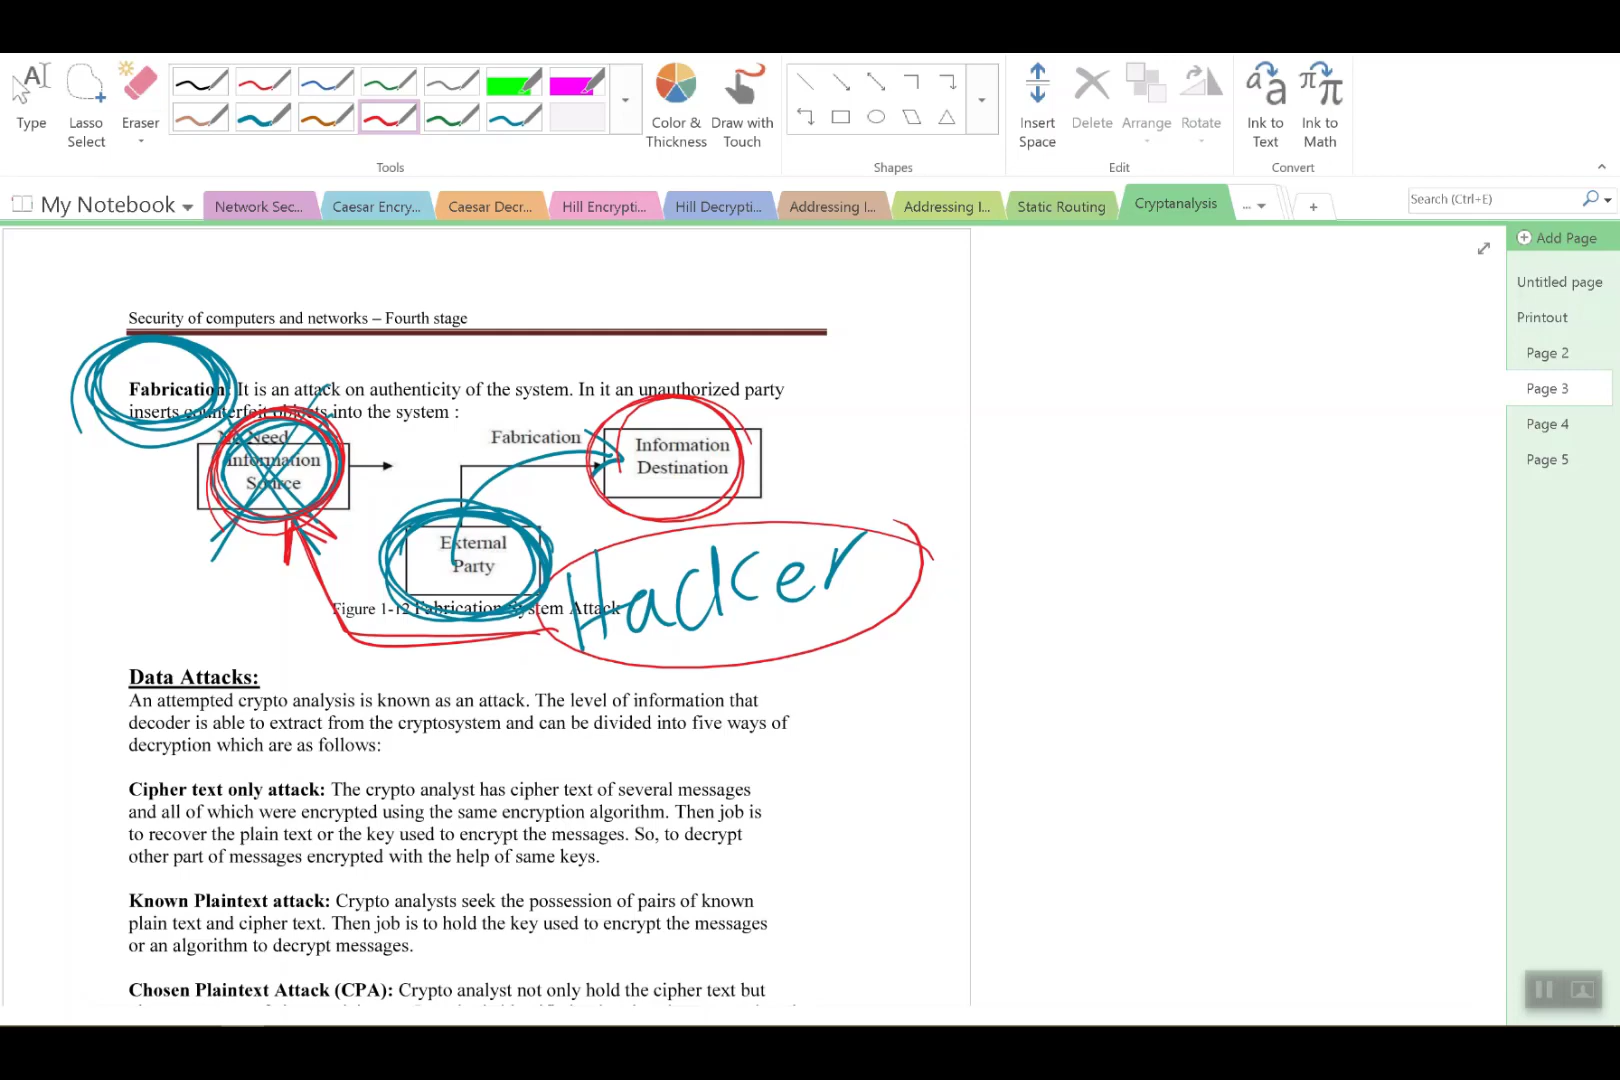 Type
Lasso
Select
Eraser
Color &
Thickness
Draw with
Touch
Insert
Space
Delete
Arrange
Rotate
Ink to
Text
Ink to
Math
Tools
Shapes
Edit
Convert
My Notebook
Network Sec...
Caesar Encry...
Caesar Decr...
Hill Encrypti...
Hill Decrypti...
Addressing I...
Addressing I...
Static Routing
Cryptanalysis
...
Search (Ctrl+E)
Add Page
Untitled page
Printout
Page 2
Page 3
Page 4
Page 5
Security of computers and networks – Fourth stage
Fabrication: It is an attack on authenticity of the system. In it an unauthorized party
inserts counterfeit objects into the system :
Need
Information
Source
Fabrication
Information
Destination
External
Party
Hacker
Figure 1-12 Fabrication System Attack
Data Attacks:
An attempted crypto analysis is known as an attack. The level of information that
decoder is able to extract from the cryptosystem and can be divided into five ways of
decryption which are as follows:
Cipher text only attack: The crypto analyst has cipher text of several messages
and all of which were encrypted using the same encryption algorithm. Then job is
to recover the plain text or the key used to encrypt the messages. So, to decrypt
other part of messages encrypted with the help of same keys.
Known Plaintext attack: Crypto analysts seek the possession of pairs of known
plain text and cipher text. Then job is to hold the key used to encrypt the messages
or an algorithm to decrypt messages.
Chosen Plaintext Attack (CPA): Crypto analyst not only hold the cipher text but